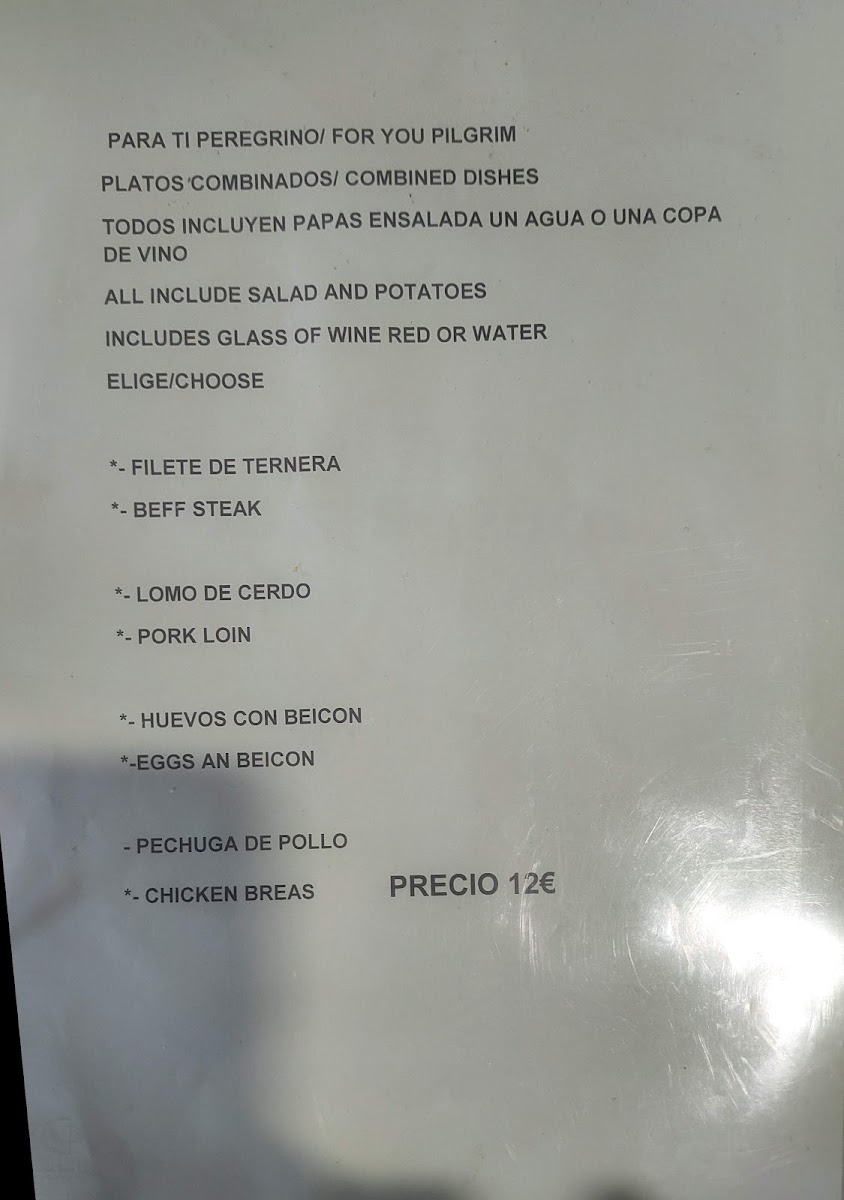 PARA TI PEREGRINO/ FOR YOU PILGRIM
PLATOS COMBINADOS/ COMBINED DISHES
TODOS INCLUYEN PAPAS ENSALADA UN AGUA O UNA COPA
DE VINO
ALL INCLUDE SALAD AND POTATOES
INCLUDES GLASS OF WINE RED OR WATER
ELIGE/CHOOSE
*- FILETE DE TERNERA
*- BEFF STEAK
*- LOMO DE CERDO
*- PORK LOIN
*- HUEVOS CON BEICON
*-EGGS AN BEICON
- PECHUGA DE POLLO
*- CHICKEN BREAS PRECIO 12€